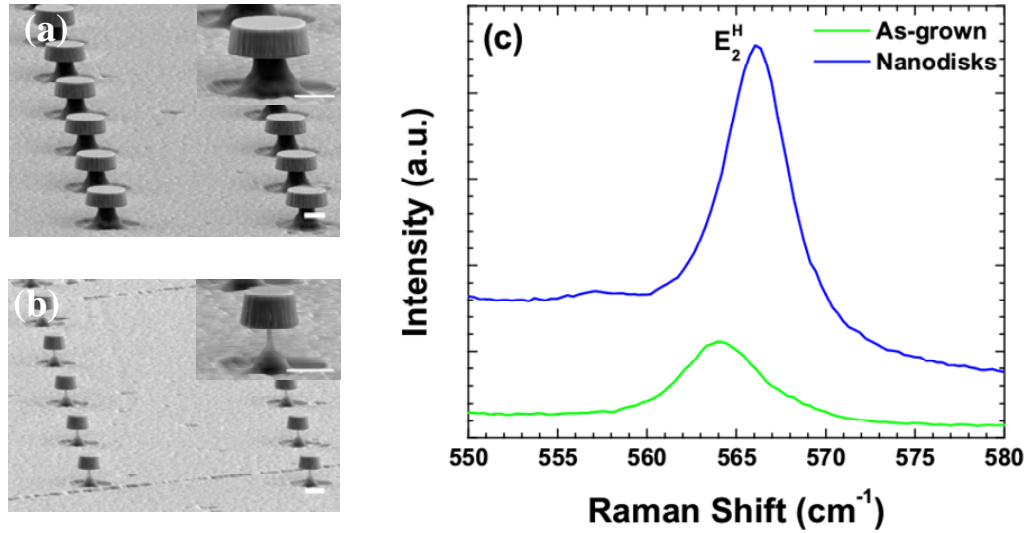 (a)
(b)
(c)
E₂ᴴ
As-grown
Nanodisks
Intensity (a.u.)
550 555 560 565 570 575 580
Raman Shift (cm⁻¹)